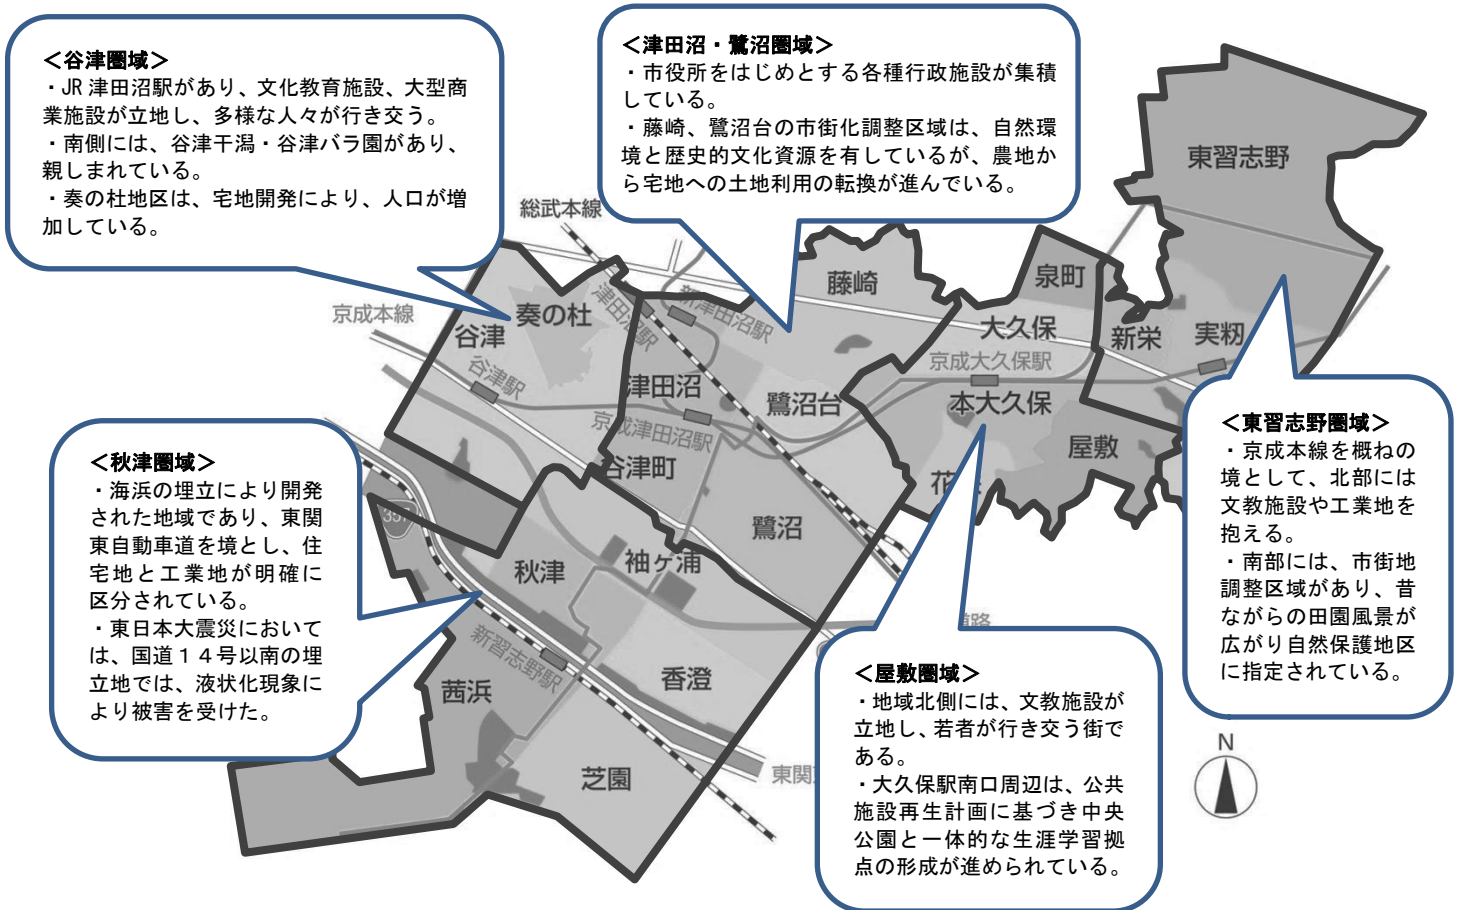 ＜谷津圏域＞
・JR 津田沼駅があり、文化教育施設、大型商
業施設が立地し、多様な人々が行き交う。
・南側には、谷津干潟・谷津バラ園があり、
親しまれている。
・奏の杜地区は、宅地開発により、人口が増
加している。
＜津田沼・鷺沼圏域＞
・市役所をはじめとする各種行政施設が集積
している。
・藤崎、鷺沼台の市街化調整区域は、自然環
境と歴史的文化資源を有しているが、農地か
ら宅地への土地利用の転換が進んでいる。
東習志野
総武本線
藤崎
泉町
京成本線
奏の杜
谷津
津田沼駅
新津田沼駅
大久保
新栄
実籾
京成大久保駅
谷津駅
津田沼
鷺沼台
本大久保
京成津田沼駅
屋敷
谷津町
花
鷺沼
357
秋津
袖ヶ浦
道路
新習志野駅
香澄
茜浜
芝園
東関
＜秋津圏域＞
・海浜の埋立により開発
された地域であり、東関
東自動車道を境とし、住
宅地と工業地が明確に
区分されている。
・東日本大震災において
は、国道１４号以南の埋
立地では、液状化現象に
より被害を受けた。
＜屋敷圏域＞
・地域北側には、文教施設が
立地し、若者が行き交う街で
ある。
・大久保駅南口周辺は、公共
施設再生計画に基づき中央
公園と一体的な生涯学習拠
点の形成が進められている。
＜東習志野圏域＞
・京成本線を概ねの
境として、北部には
文教施設や工業地を
抱える。
・南部には、市街地
調整区域があり、昔
ながらの田園風景が
広がり自然保護地区
に指定されている。
N